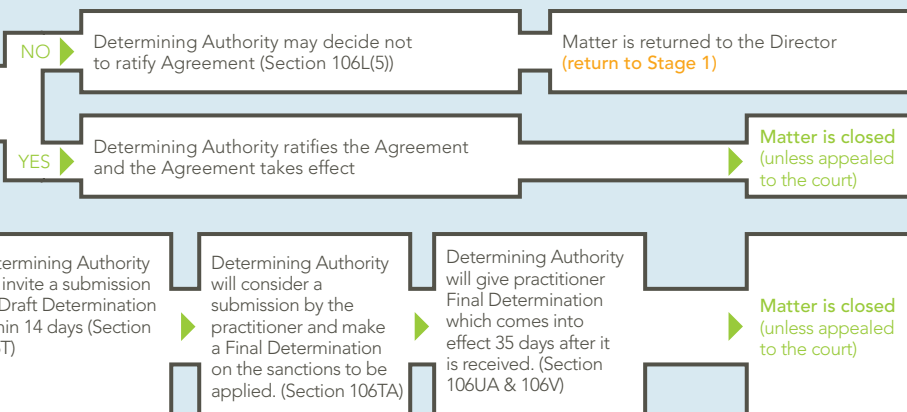 NO
Determining Authority may decide not
to ratify Agreement (Section 106L(5))
Matter is returned to the Director
(return to Stage 1)
YES
Determining Authority ratifies the Agreement
and the Agreement takes effect
Matter is closed
(unless appealed
to the court)
Authority
invite a submission
Draft Determination
14 days (Section
Determining Authority
will consider a
submission by the
practitioner and make
a Final Determination
on the sanctions to be
applied. (Section 106TA)
Determining Authority
will give practitioner
Final Determination
which comes into
effect 35 days after it
is received. (Section
106UA & 106V)
Matter is closed
(unless appealed
to the court)